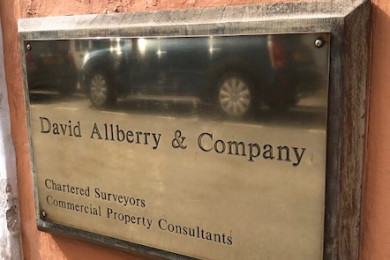 David Allberry & Company
Chartered Surveyors
Commercial Property Consultants